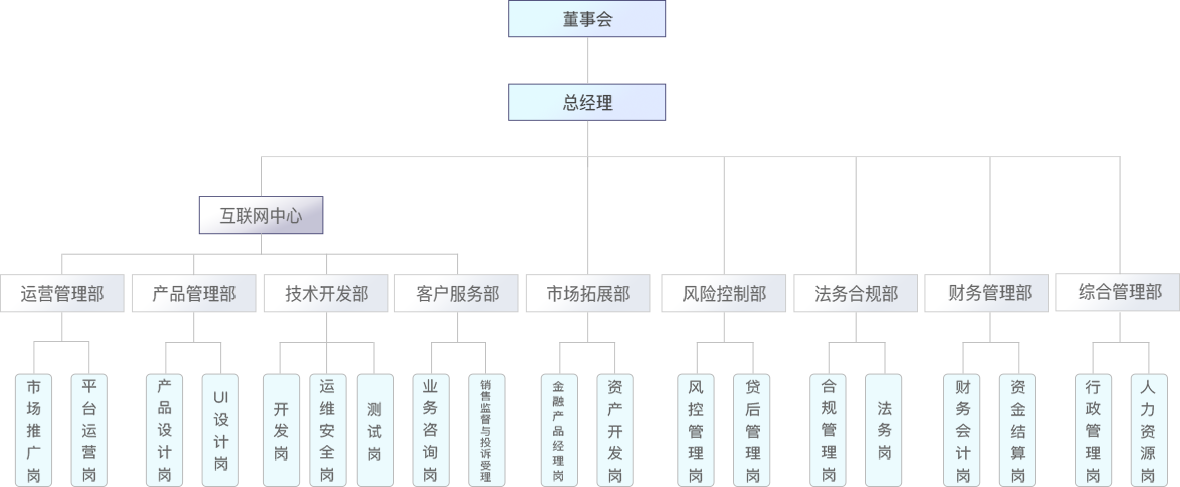 董事会
总经理
互联网中心
运营管理部
产品管理部
技术开发部
客户服务部
市场拓展部
风险控制部
法务合规部
财务管理部
综合管理部
市场推广岗
平台运营岗
产品设计岗
UI设计岗
开发岗
运维安全岗
测试岗
业务咨询岗
销售监督与投诉受理
金融产品经理岗
资产开发岗
风控管理岗
贷后管理岗
合规管理岗
法务岗
财务会计岗
资金结算岗
行政管理岗
人力资源岗